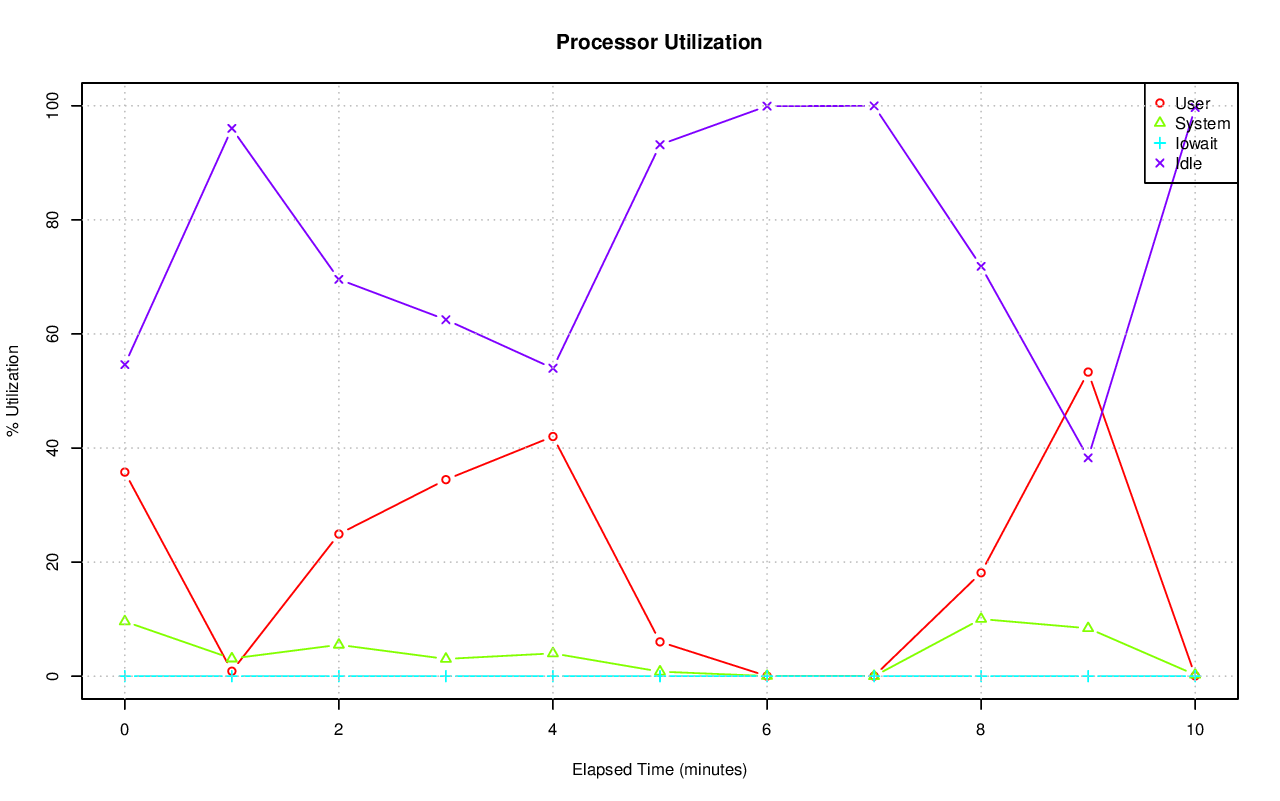 Processor Utilization
% Utilization
100
80
60
40
20
0
User
System
Iowait
Idle
0 2 4 6 8 10
Elapsed Time (minutes)